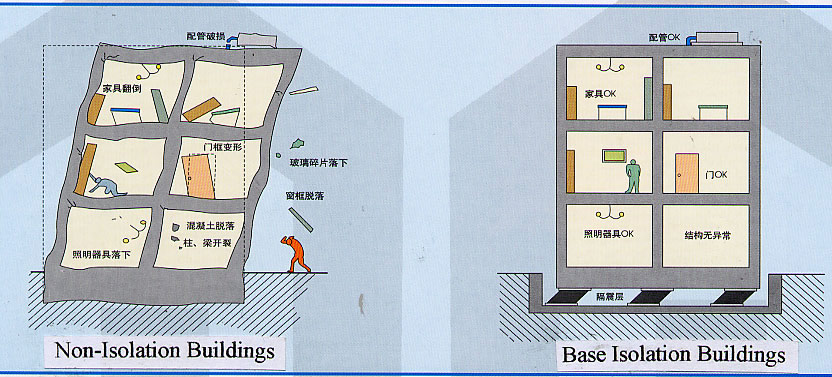 配管破损
家具翻倒
门框变形
玻璃碎片落下
窗框脱落
混凝土脱落
柱、梁开裂
照明器具落下
Non-Isolation Buildings
配管OK
家具OK
门OK
照明器具OK
结构无异常
隔震层
Base Isolation Buildings